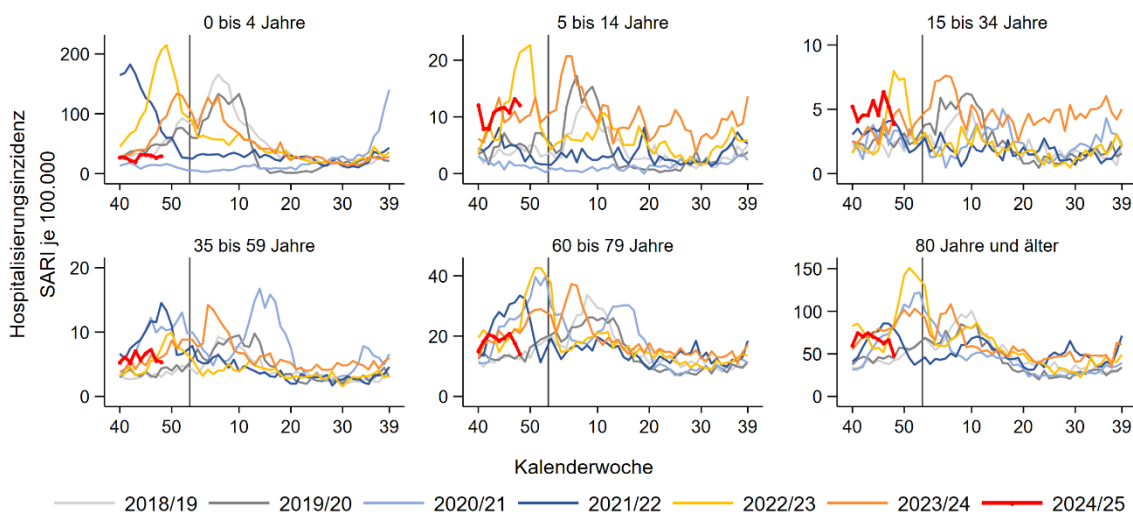 0 bis 4 Jahre
5 bis 14 Jahre
15 bis 34 Jahre
Hospitalisierungsinzidenz
SARI je 100.000
200
100
0
40 50 10 20 30 39
20
10
0
40 50 10 20 30 39
10
5
0
40 50 10 20 30 39
35 bis 59 Jahre
60 bis 79 Jahre
80 Jahre und älter
20
10
0
40 50 10 20 30 39
40
20
0
40 50 10 20 30 39
150
100
50
0
40 50 10 20 30 39
Kalenderwoche
2018/19 2019/20 2020/21 2021/22 2022/23 2023/24 2024/25